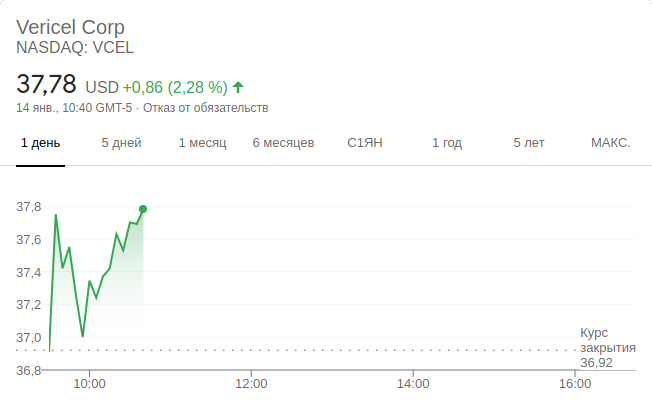 Vericel Corp
NASDAQ: VCEL
37,78 USD +0,86 (2,28 %)
14 янв., 10:40 GMT-5 · Отказ от обязательств
1 день 5 дней 1 месяц 6 месяцев С1ЯН 1 год 5 лет МАКС.
37,8
37,6
37,4
37,2
37,0
36,8
Курс
закрытия
36,92
10:00 12:00 14:00 16:00